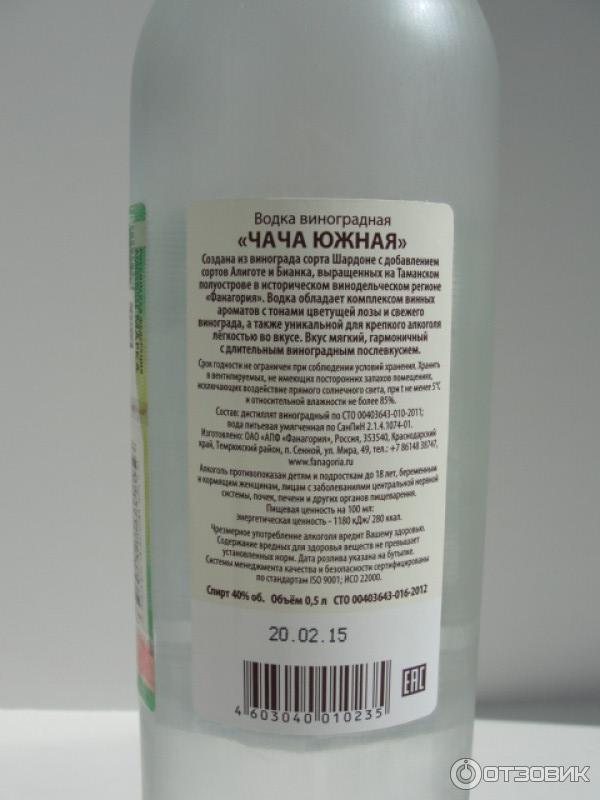 Водка виноградная
«ЧАЧА ЮЖНАЯ»
Создана из винограда сорта Шардоне с добавлением
сортов Алиготе и Бианка, выращенных на Таманском
полуострове в историческом винодельческом регионе
«Фанагория». Водка обладает комплексом винных
ароматов с тонами цветущей лозы и свежего
винограда, а также уникальной для крепкого алкоголя
лёгкостью во вкусе. Вкус мягкий, гармоничный
с длительным виноградным послевкусием.
Срок годности не ограничен при соблюдении условий хранения. Хранить
в вентилируемых, не имеющих посторонних запахов помещениях,
исключающих воздействие прямого солнечного света, при t не менее 5°С
и относительной влажности не более 85%.
Состав: дистиллят виноградный по СТО 00403643-010-2011;
вода питьевая умягченная по СанПиН 2.1.4.1074-01.
Изготовлено: ОАО «АПФ «Фанагория», Россия, 353540, Краснодарский
край, Темрюкский район, п. Сенной, ул. Мира, 49, тел.: +7 86148 38747,
www.fanagoria.ru
Алкоголь противопоказан детям и подросткам до 18 лет, беременным
и кормящим женщинам, лицам с заболеваниями центральной нервной
системы, почек, печени и других органов пищеварения.
Пищевая ценность на 100 мл:
энергетическая ценность - 1180 кДж/ 280 ккал.
Чрезмерное употребление алкоголя вредит Вашему здоровью.
Содержание вредных для здоровья веществ не превышает
установленных норм. Дата розлива указана на бутылке.
Системы менеджмента качества и безопасности сертифицированы
по стандартам ISO 9001; ИСО 22000.
Спирт 40% об. Объём 0,5 л СТО 00403643-016-2012
20.02.15
4 603040 010235
EAC
ОТЗОВИК